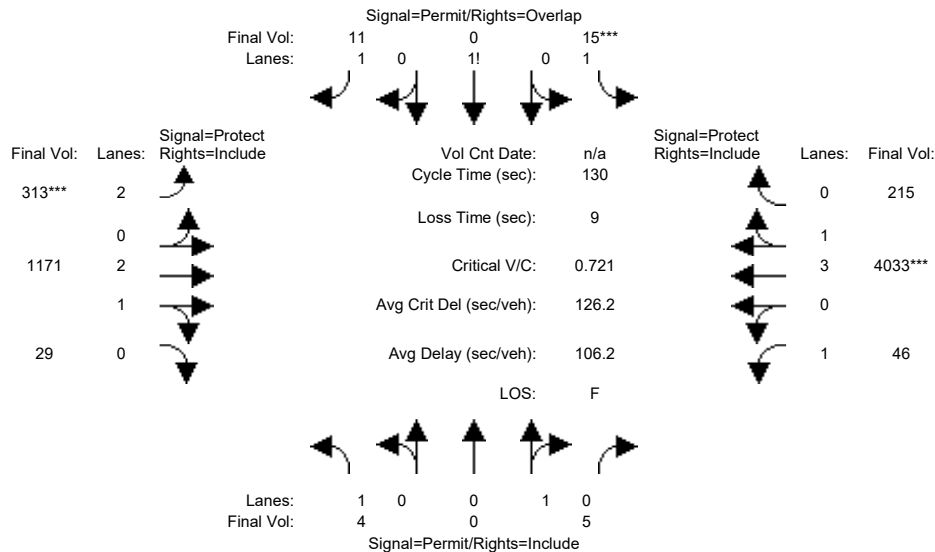 Signal=Permit/Rights=Overlap
Final Vol: 11 0 15***
Lanes: 1 0 1! 0 1
Signal=Protect Signal=Protect
Final Vol: Lanes: Rights=Include Vol Cnt Date: n/a Rights=Include Lanes: Final Vol:
Cycle Time (sec): 130
313*** 2 0 215
Loss Time (sec): 9
0 1
1171 2 Critical V/C: 0.721 3 4033***
1 Avg Crit Del (sec/veh): 126.2 0
29 0 Avg Delay (sec/veh): 106.2 1 46
LOS: F
Lanes: 1 0 0 1 0
Final Vol: 4 0 5
Signal=Permit/Rights=Include